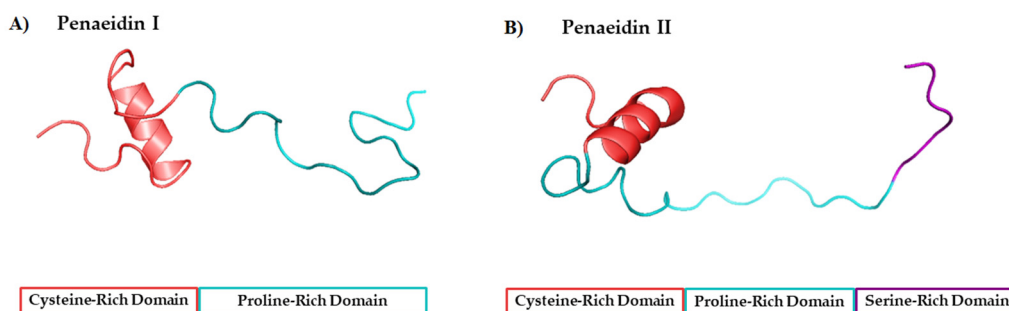 A) Penaeidin I
B) Penaeidin II
Cysteine-Rich Domain Proline-Rich Domain
Cysteine-Rich Domain Proline-Rich Domain Serine-Rich Domain